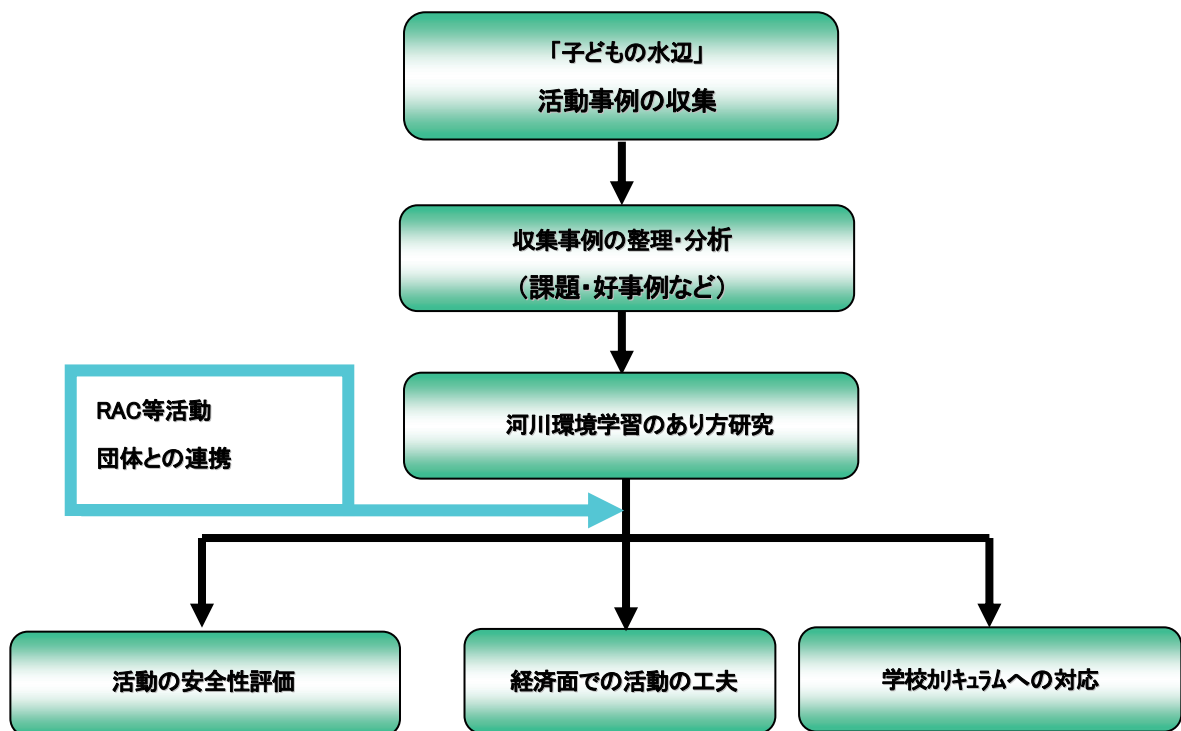 「子どもの水辺」
活動事例の収集
収集事例の整理・分析
（課題・好事例など）
RAC等活動
団体との連携
河川環境学習のあり方研究
活動の安全性評価
経済面での活動の工夫
学校ｶﾘｷｭﾗﾑへの対応